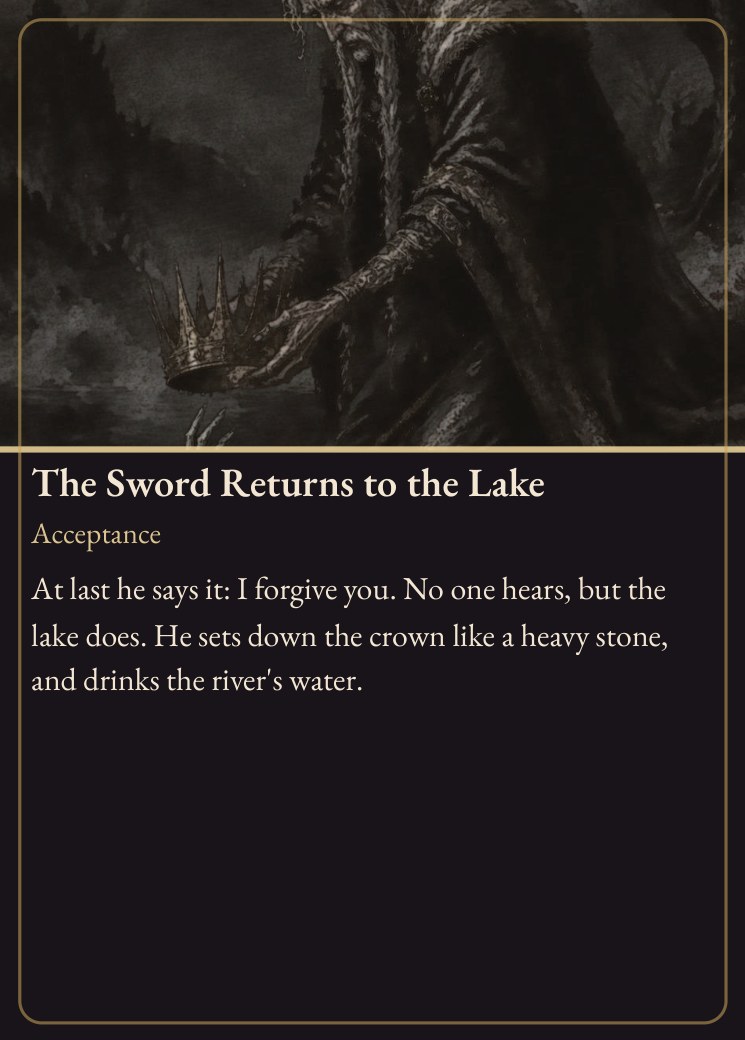 The Sword Returns to the Lake
Acceptance
At last he says it: I forgive you. No one hears, but the
lake does. He sets down the crown like a heavy stone,
and drinks the river's water.